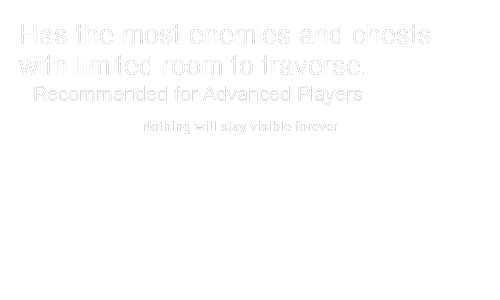 Has the most enemies and chests
with limited room to traverse.
- Recommended for Advanced Players
Nothing will stay visible forever